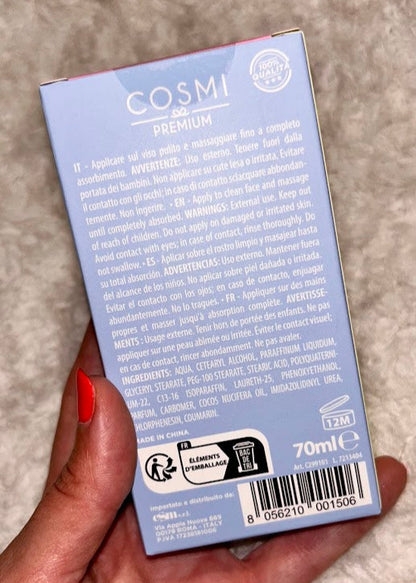 100%
QUALITÀ
COSMI
PREMIUM
IT - Applicare sul viso pulito e massaggiare fino a completo
assorbimento. AVVERTENZE: Uso esterno. Tenere fuori dalla
portata dei bambini. Non applicare su cute lesa o irritata. Evitare
il contatto con gli occhi; in caso di contatto sciacquare abbondan-
temente. Non ingerire. • EN - Apply to clean face and massage
until completely absorbed. WARNINGS: External use. Keep out
of reach of children. Do not apply on damaged or irritated skin.
Avoid contact with eyes; in case of contact, rinse thoroughly. Do
not swallow. • ES - Aplicar sobre el rostro limpio y masajear hasta
su total absorción. ADVERTENCIAS: Uso externo. Mantener fuera
del alcance de los niños. No aplicar sobre piel dañada o irritada.
Evitar el contacto con los ojos; en caso de contacto, enjuagar
abundantemente. No lo tragues. • FR - Appliquer sur des mains
propres et masser jusqu'à absorption complète. AVERTISSE-
MENTS : Usage externe. Tenir hors de portée des enfants. Ne pas
appliquer sur une peau abîmée ou irritée. Éviter le contact visuel;
en cas de contact, rincer abondamment. Ne pas avaler.
INGREDIENTS: AQUA, CETEARYL ALCOHOL, PARAFFINUM LIQUIDUM,
GLYCERYL STEARATE, PEG-100 STEARATE, STEARIC ACID, POLYQUATERNI-
UM-22, C13-16 ISOPARAFFIN, LAURETH-25, PHENOXYETHANOL,
PARFUM, CARBOMER, COCOS NUCIFERA OIL, IMIDAZOLIDINYL UREA,
CHLORPHENESIN, COUMARIN.
MADE IN CHINA
12M
FR
ÉLÉMENTS
D'EMBALLAGE
BAC
DE
TRI
70ml e
Art. C299103 L. 7213404
Importato e distribuito da:
esm s.r.l.
Via Appia Nuova 669
00179 ROMA - ITALY
P.IVA 17238381006
8 056210 001506